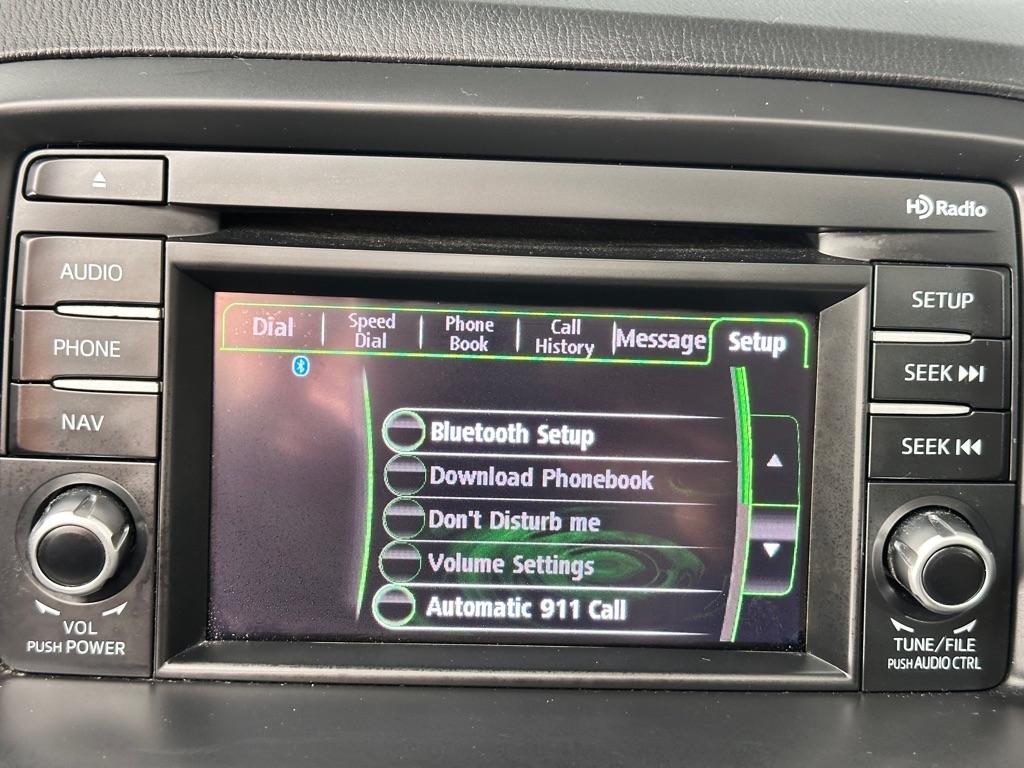 HD Radio
AUDIO
PHONE
NAV
VOL
PUSH POWER
Dial
Speed
Dial
Phone
Book
Call
History
Message
Setup
Bluetooth Setup
Download Phonebook
Don't Disturb me
Volume Settings
Automatic 911 Call
SETUP
SEEK
SEEK
TUNE/FILE
PUSH AUDIO CTRL